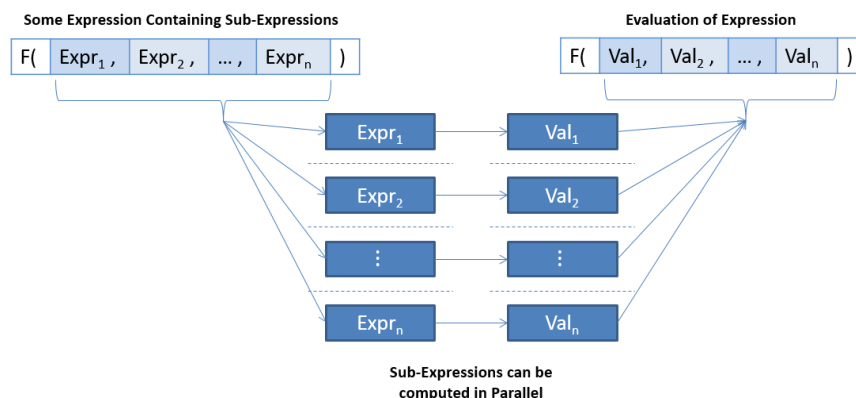 Some Expression Containing Sub-Expressions
Evaluation of Expression
F( Expr₁ , Expr₂ , ... , Exprₙ )
F( Val₁, Val₂ , ... , Valₙ )
Expr₁ Val₁
Expr₂ Val₂
⋮ ⋮
Exprₙ Valₙ
Sub-Expressions can be
computed in Parallel